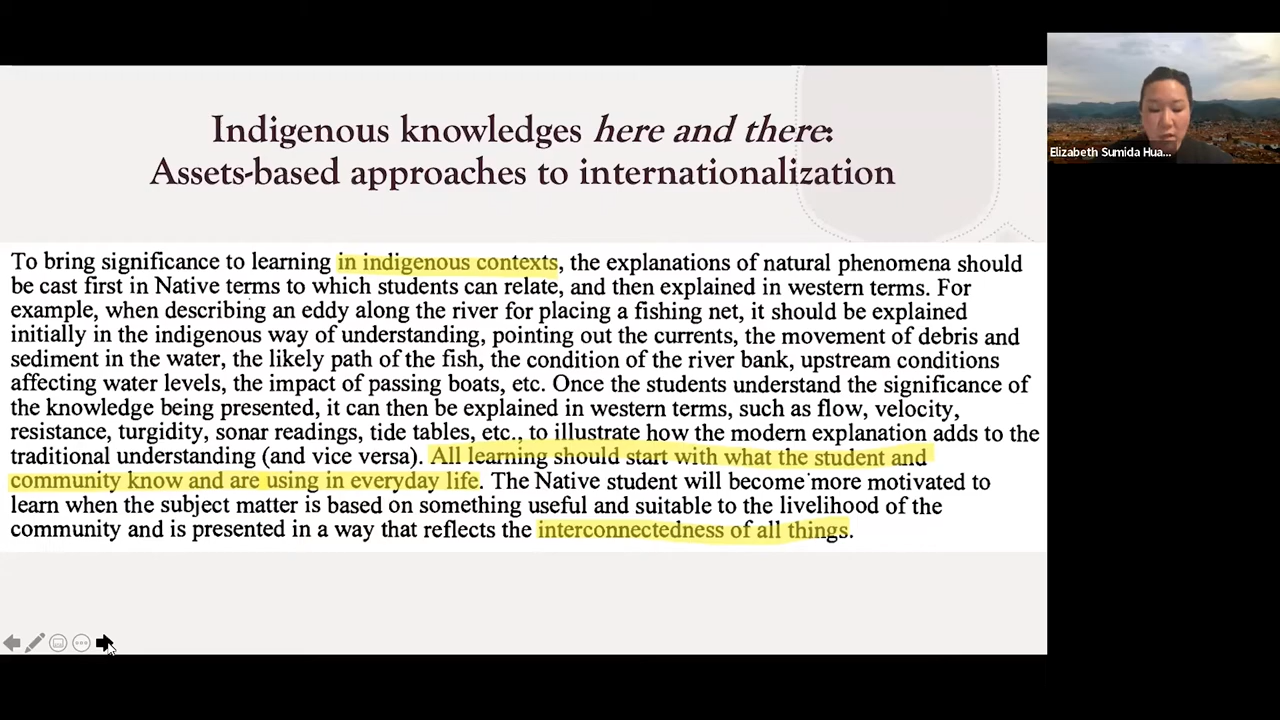 Indigenous knowledges here and there:
Assets-based approaches to internationalization
Elizabeth Sumida Hua...
To bring significance to learning in indigenous contexts, the explanations of natural phenomena should
be cast first in Native terms to which students can relate, and then explained in western terms. For
example, when describing an eddy along the river for placing a fishing net, it should be explained
initially in the indigenous way of understanding, pointing out the currents, the movement of debris and
sediment in the water, the likely path of the fish, the condition of the river bank, upstream conditions
affecting water levels, the impact of passing boats, etc. Once the students understand the significance of
the knowledge being presented, it can then be explained in western terms, such as flow, velocity,
resistance, turgidity, sonar readings, tide tables, etc., to illustrate how the modern explanation adds to the
traditional understanding (and vice versa). All learning should start with what the student and
community know and are using in everyday life. The Native student will become more motivated to
learn when the subject matter is based on something useful and suitable to the livelihood of the
community and is presented in a way that reflects the interconnectedness of all things.